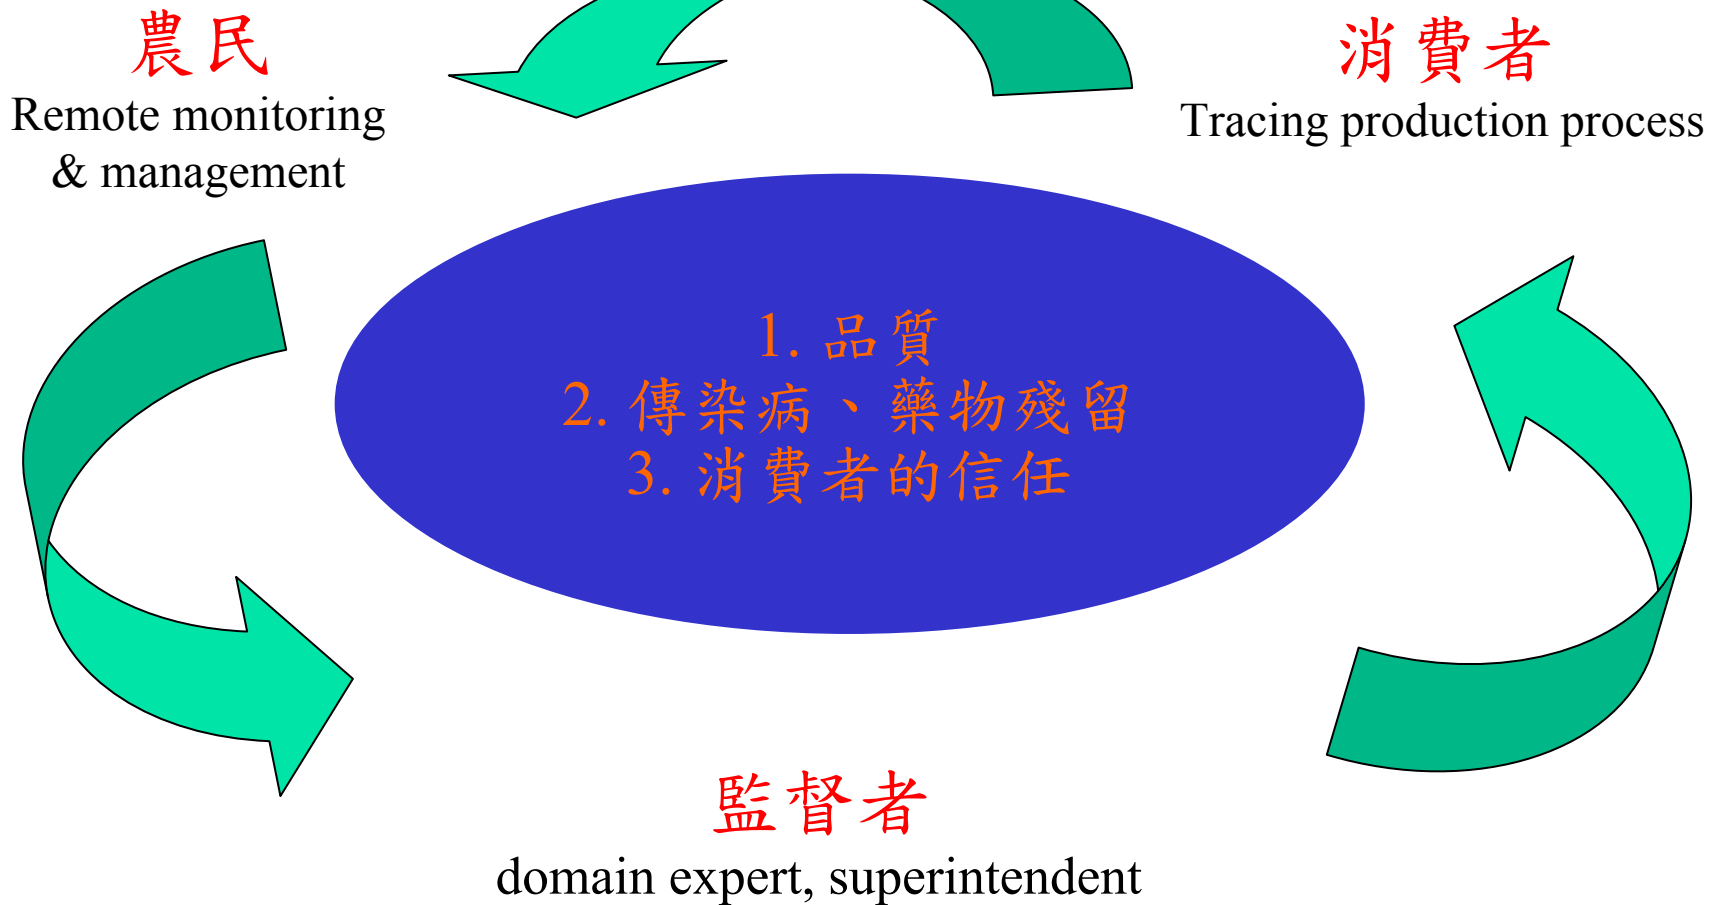 農民
Remote monitoring
& management
消費者
Tracing production process
1. 品質
2. 傳染病、藥物殘留
3. 消費者的信任
監督者
domain expert, superintendent